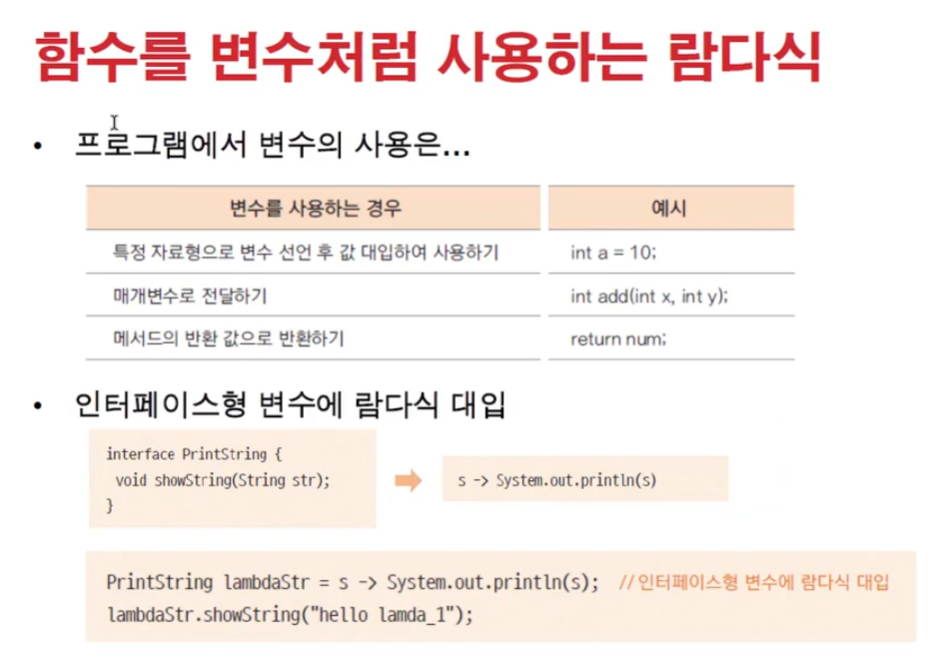 함수를 변수처럼 사용하는 람다식
• 프로그램에서 변수의 사용은...
변수를 사용하는 경우 예시
특정 자료형으로 변수 선언 후 값 대입하여 사용하기 int a = 10;
매개변수로 전달하기 int add(int x, int y);
메서드의 반환 값으로 반환하기 return num;
• 인터페이스형 변수에 람다식 대입
interface PrintString {
void showString(String str);
}
s -> System.out.println(s)
PrintString lambdaStr = s -> System.out.println(s); //인터페이스형 변수에 람다식 대입
lambdaStr.showString("hello lamda_1");